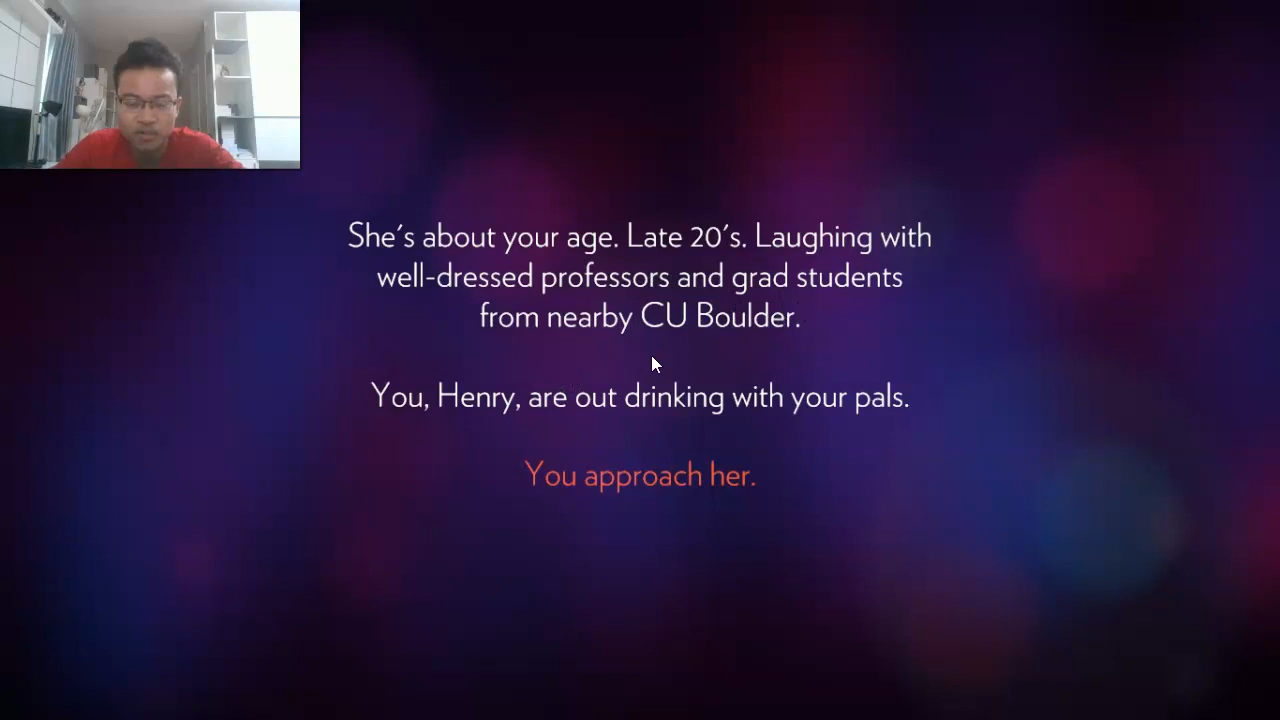 She's about your age. Late 20's. Laughing with
well-dressed professors and grad students
from nearby CU Boulder.
You, Henry, are out drinking with your pals.
You approach her.